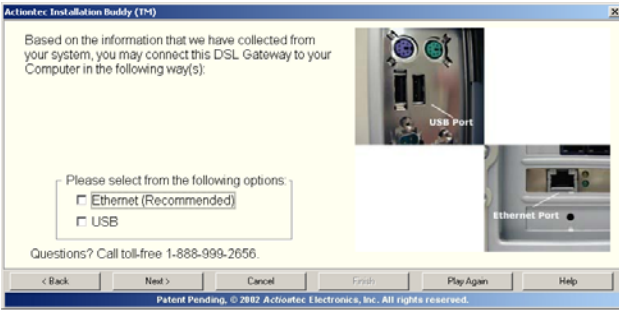 Actiontec Installation Buddy (TM)
Based on the information that we have collected from
your system, you may connect this DSL Gateway to your
Computer in the following way(s):
USB Port
Ethernet Port
Please select from the following options:
Ethernet (Recommended)
USB
Questions? Call toll-free 1-888-999-2656.
< Back Next > Cancel Finish Play Again Help
Patent Pending, © 2002 Actiontec Electronics, Inc. All rights reserved.